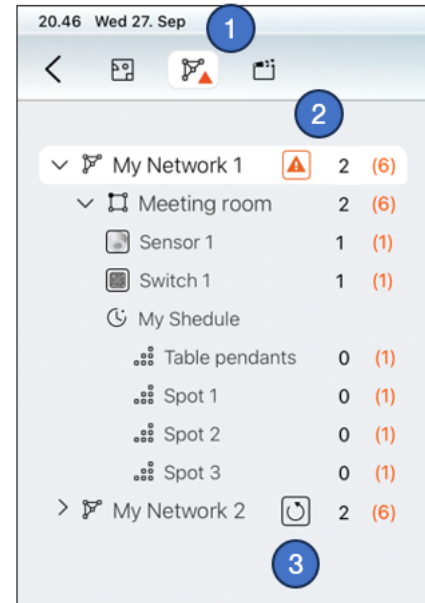 20.46 Wed 27. Sep
1
2
My Network 1 2 (6)
Meeting room 2 (6)
Sensor 1 1 (1)
Switch 1 1 (1)
My Shedule
Table pendants 0 (1)
Spot 1 0 (1)
Spot 2 0 (1)
Spot 3 0 (1)
My Network 2 2 (6)
3